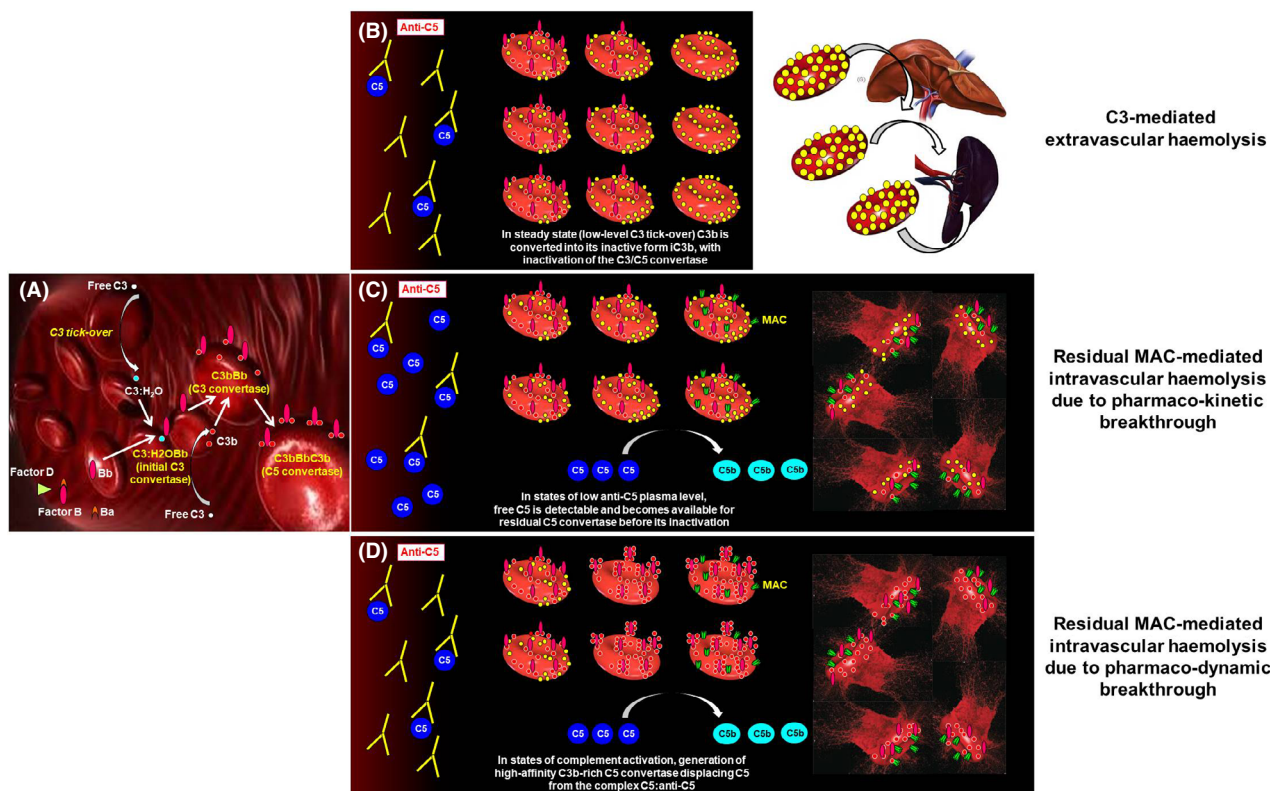 (B)
Anti-C5
C5
C5
C5
(8)
In steady state (low-level C3 tick-over) C3b is
converted into its inactive form iC3b, with
inactivation of the C3/C5 convertase
C3-mediated
extravascular haemolysis
(A)
Free C3
C3 tick-over
C3:H₂O
C3bBb
(C3 convertase)
C3b
C3bBbC3b
(C5 convertase)
C3:H2OBb
(initial C3
convertase)
Bb
Factor D
Factor B
Ba
Free C3
(C)
Anti-C5
C5
C5
C5
C5
C5
C5
C5
C5
C5
C5
MAC
C5 C5 C5
C5b C5b C5b
In states of low anti-C5 plasma level,
free C5 is detectable and becomes available for
residual C5 convertase before its inactivation
Residual MAC-mediated
intravascular haemolysis
due to pharmaco-kinetic
breakthrough
(D)
Anti-C5
C5
C5
C5
MAC
C5 C5 C5
C5b C5b C5b
In states of complement activation, generation of
high-affinity C3b-rich C5 convertase displacing C5
from the complex C5:anti-C5
Residual MAC-mediated
intravascular haemolysis
due to pharmaco-dynamic
breakthrough